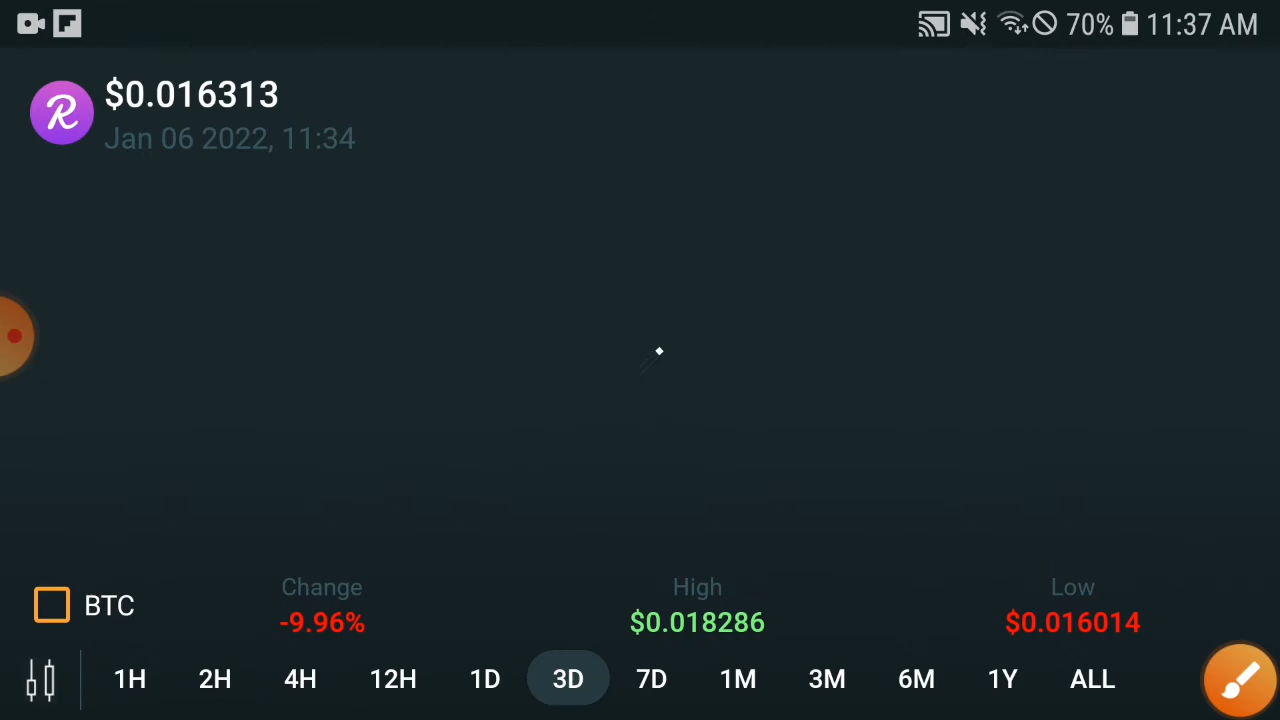 70% 11:37 AM
$0.016313
Jan 06 2022, 11:34
Change High Low
BTC -9.96% $0.018286 $0.016014
1H 2H 4H 12H 1D 3D 7D 1M 3M 6M 1Y ALL